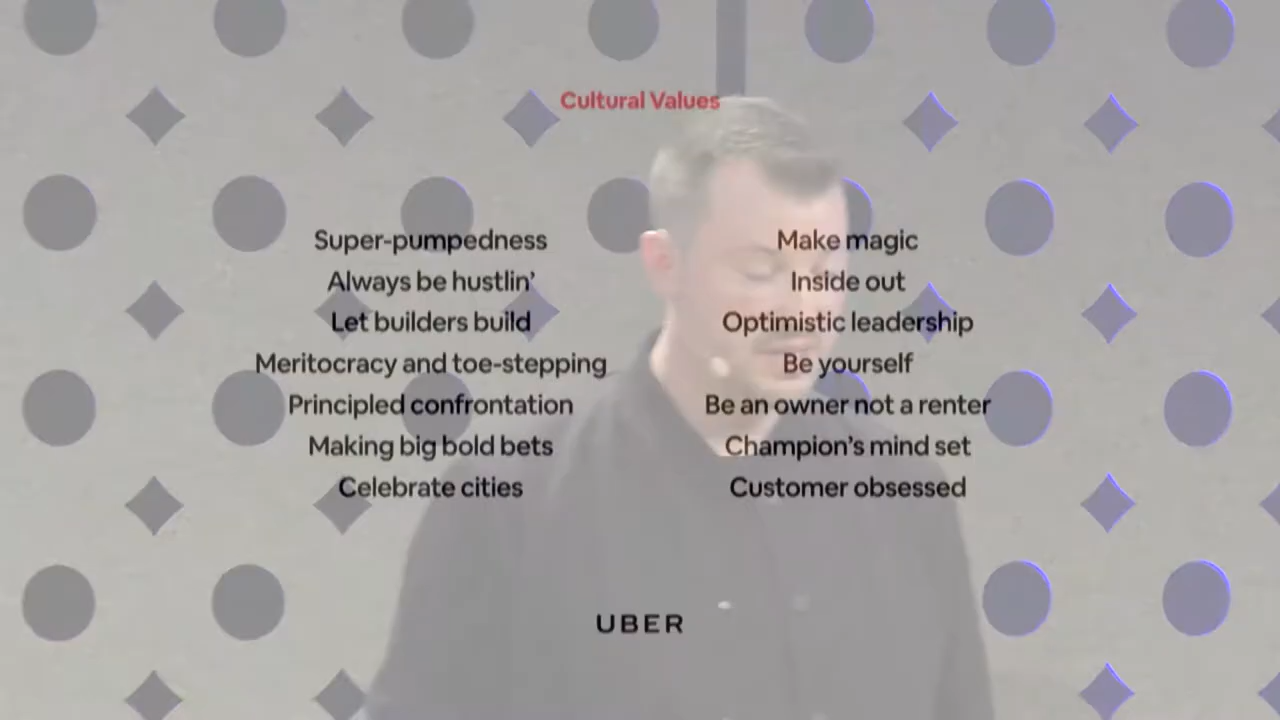 Cultural Values
Super-pumpedness
Always be hustlin’
Let builders build
Meritocracy and toe-stepping
Principled confrontation
Making big bold bets
Celebrate cities
Make magic
Inside out
Optimistic leadership
Be yourself
Be an owner not a renter
Champion’s mind set
Customer obsessed
UBER